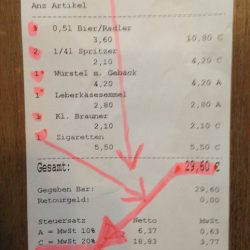 Anz Artikel
3 0,5l Bier/Radler
3,60 10,80 C
2 1/4l Spritzer
2,10 4,20 C
1 Würstel m. Gebäck
4,20 4,20 A
1 Leberkäsesemmel
2,80 2,80 A
1 Kl. Brauner
2,10 2,10 C
1 Zigaretten
5,50 5,50 C
Gesamt: 29,60 €
Gegeben Bar: 29,60
Retourgeld: 0,00
Steuersatz Netto MwSt
A = MwSt 10% 6,37 0,63
C = MwSt 20% 18,83 3,77